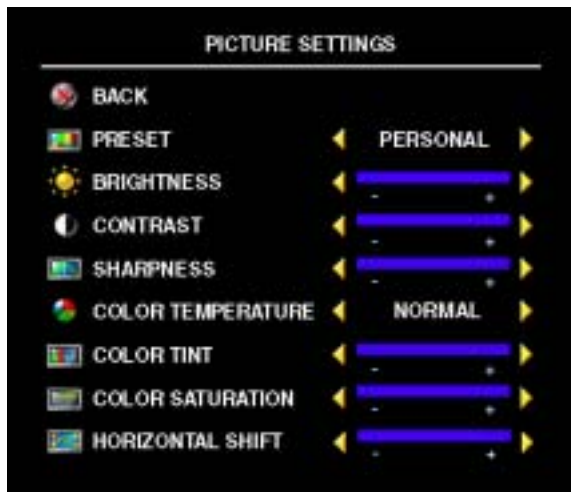 PICTURE SETTINGS
BACK
PRESET PERSONAL
BRIGHTNESS
- +
CONTRAST
- +
SHARPNESS
- +
COLOR TEMPERATURE NORMAL
COLOR TINT
- +
COLOR SATURATION
- +
HORIZONTAL SHIFT
- +